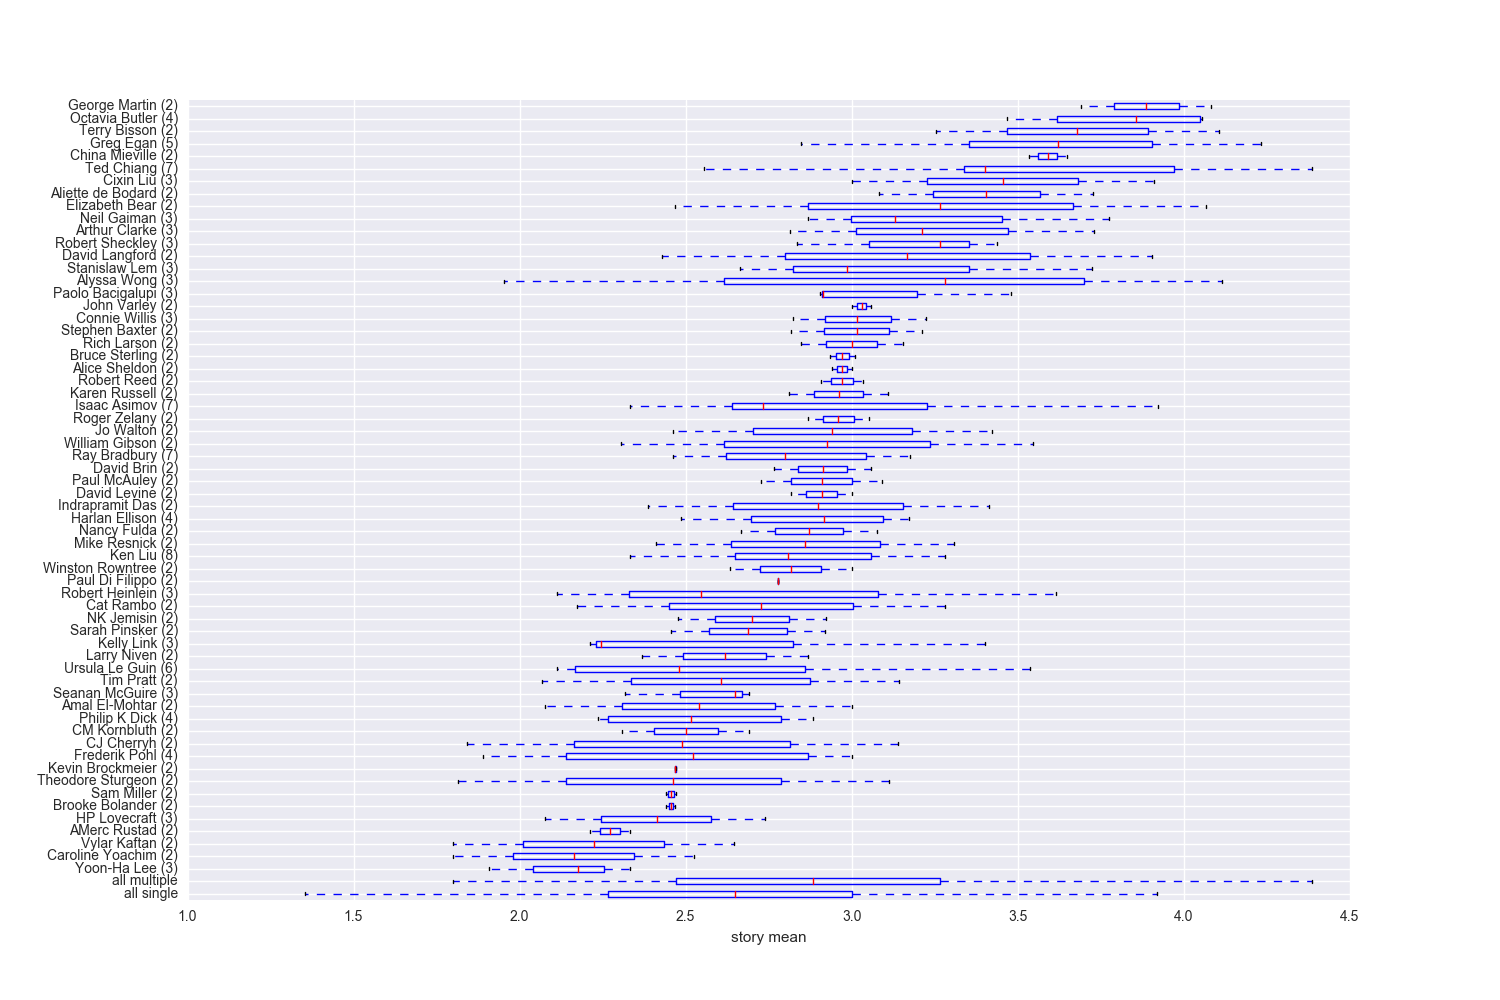 George Martin (2)
Octavia Butler (4)
Terry Bisson (2)
Greg Egan (5)
China Mieville (2)
Ted Chiang (7)
Cixin Liu (3)
Aliette de Bodard (2)
Elizabeth Bear (2)
Neil Gaiman (3)
Arthur Clarke (3)
Robert Sheckley (3)
David Langford (2)
Stanislaw Lem (3)
Alyssa Wong (3)
Paolo Bacigalupi (3)
John Varley (2)
Connie Willis (3)
Stephen Baxter (2)
Rich Larson (2)
Bruce Sterling (2)
Alice Sheldon (2)
Robert Reed (2)
Karen Russell (2)
Isaac Asimov (7)
Roger Zelany (2)
Jo Walton (2)
William Gibson (2)
Ray Bradbury (7)
David Brin (2)
Paul McAuley (2)
David Levine (2)
Indrapramit Das (2)
Harlan Ellison (4)
Nancy Fulda (2)
Mike Resnick (2)
Ken Liu (8)
Winston Rowntree (2)
Paul Di Filippo (2)
Robert Heinlein (3)
Cat Rambo (2)
NK Jemisin (2)
Sarah Pinsker (2)
Kelly Link (3)
Larry Niven (2)
Ursula Le Guin (6)
Tim Pratt (2)
Seanan McGuire (3)
Amal El-Mohtar (2)
Philip K Dick (4)
CM Kornbluth (2)
CJ Cherryh (2)
Frederik Pohl (4)
Kevin Brockmeier (2)
Theodore Sturgeon (2)
Sam Miller (2)
Brooke Bolander (2)
HP Lovecraft (3)
AMerc Rustad (2)
Vylar Kaftan (2)
Caroline Yoachim (2)
Yoon-Ha Lee (3)
all multiple
all single
1.0 1.5 2.0 2.5 3.0 3.5 4.0 4.5
story mean